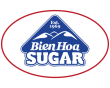 Est.
1969
Bien Hoa
SUGAR